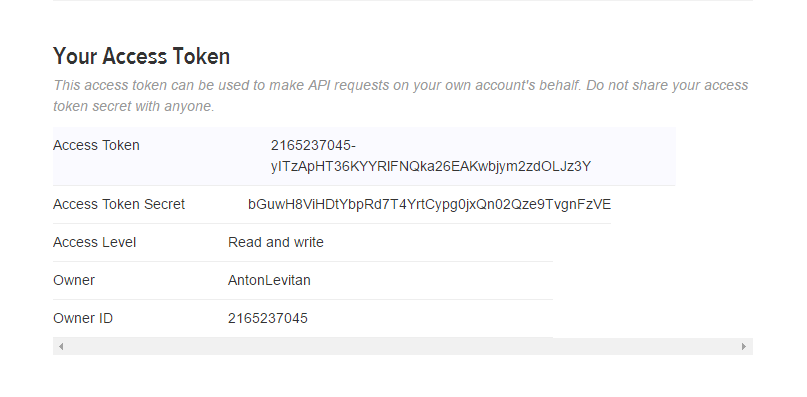 Your Access Token
This access token can be used to make API requests on your own account's behalf. Do not share your access
token secret with anyone.
Access Token 2165237045-
yITzApHT36KYYRIFNQka26EAKwbjym2zdOLJz3Y
Access Token Secret bGuwH8ViHDtYbpRd7T4YrtCypg0jxQn02Qze9TvgnFzVE
Access Level Read and write
Owner AntonLevitan
Owner ID 2165237045